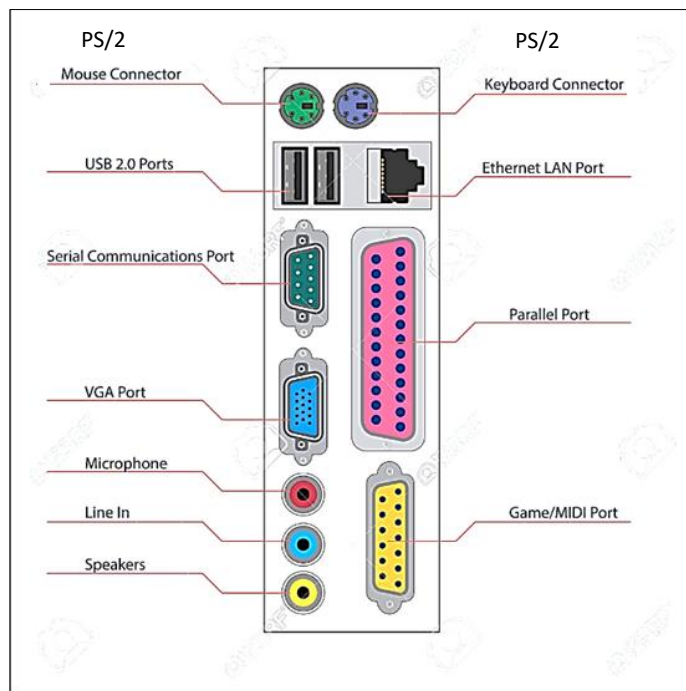 PS/2
PS/2
Mouse Connector
Keyboard Connector
USB 2.0 Ports
Ethernet LAN Port
Serial Communications Port
Parallel Port
VGA Port
Microphone
Line In
Game/MIDI Port
Speakers